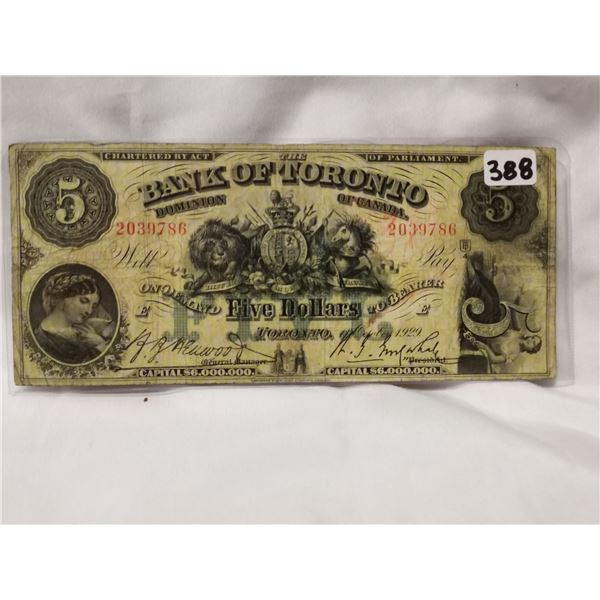 CHARTERED BY ACT THE OF PARLIAMENT.
388
5 BANK OF TORONTO 5
DOMINION OF CANADA.
2039786 2039786
Will Pay
ON DEMAND Five Dollars TO BEARER
E E
TORONTO, 1929
General Manager President
CAPITAL $6,000,000. CAPITAL $6,000,000.